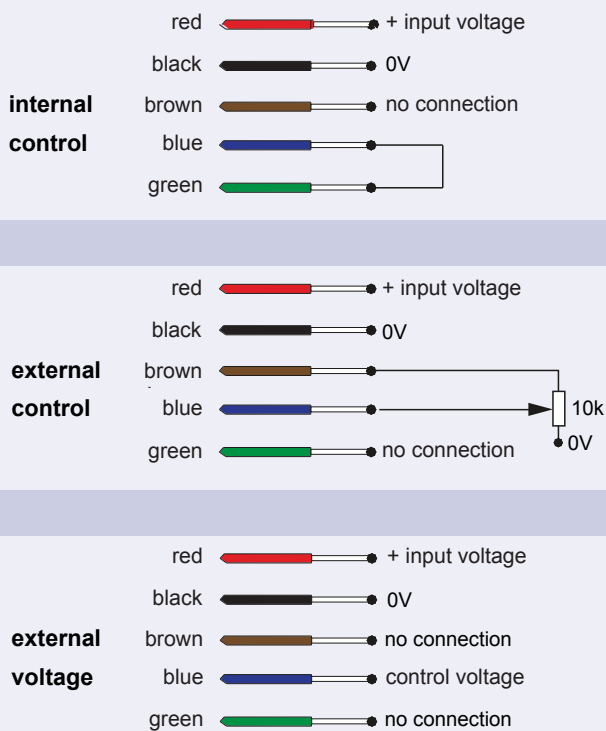 red + input voltage
black 0V
internal brown no connection
control blue
green
red + input voltage
black 0V
external brown
control blue 10k
green no connection 0V
red + input voltage
black 0V
external brown no connection
voltage blue control voltage
green no connection